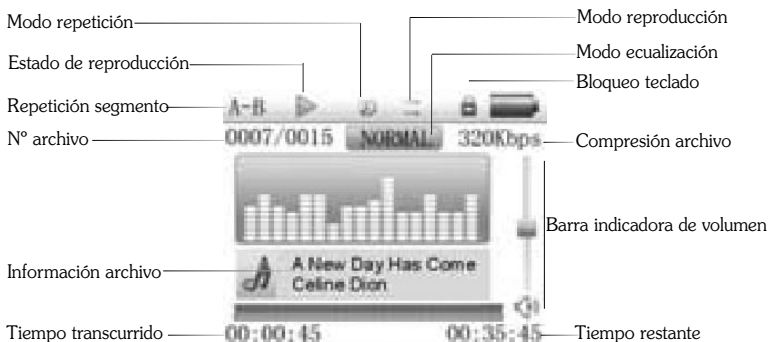 Modo repetición
Modo reproducción
Estado de reproducción
Modo ecualización
Bloqueo teclado
Repetición segmento
A-B
Nº archivo
0007/0015
NORMAL
320Kbps
Compresión archivo
Barra indicadora de volumen
Información archivo
A New Day Has Come
Celine Dion
Tiempo transcurrido
00:00:45
00:35:45
Tiempo restante